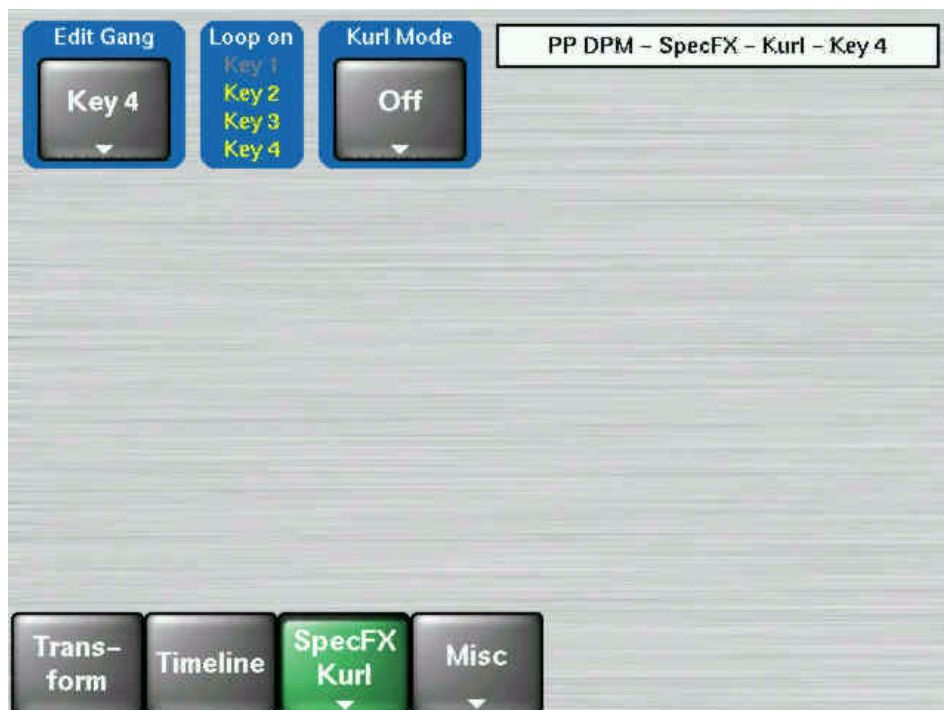 Edit Gang
Key 4
Loop on
Key 1
Key 2
Key 3
Key 4
Kurl Mode
Off
PP DPM – SpecFX – Kurl – Key 4
Trans–
form
Timeline
SpecFX
Kurl
Misc